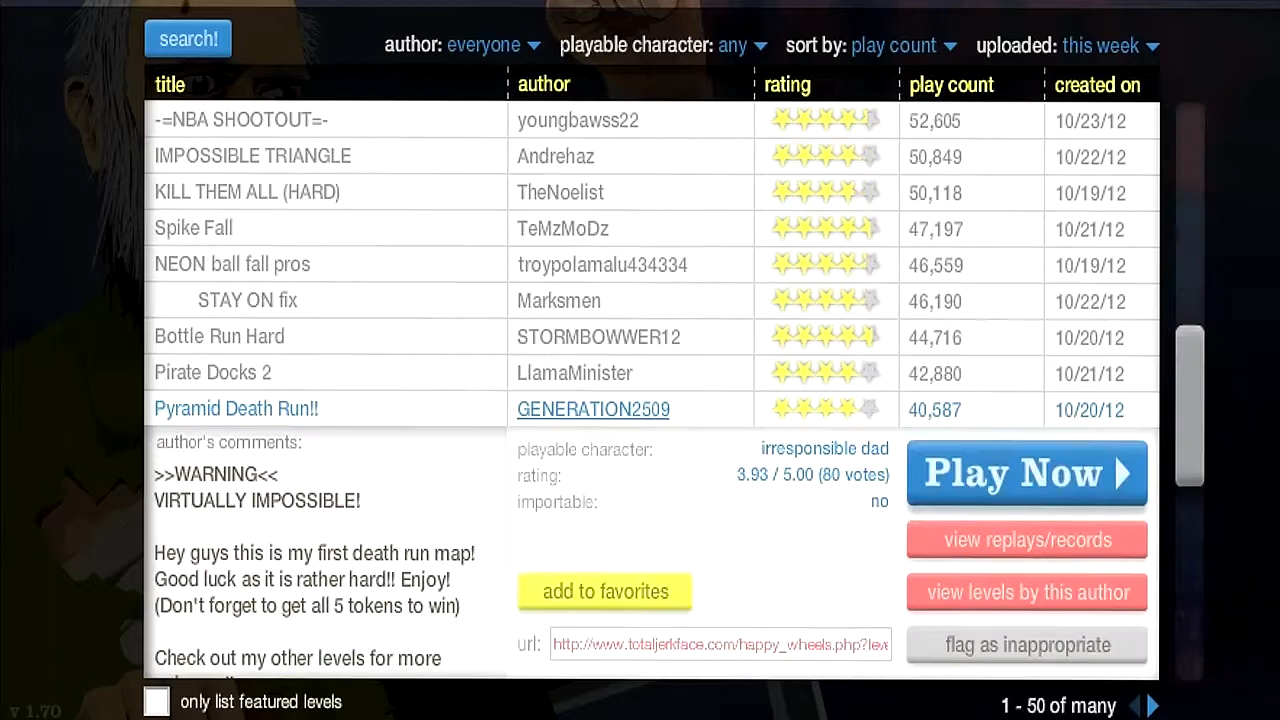 search!
author: everyone playable character: any sort by: play count uploaded: this week
title author rating play count created on
-=NBA SHOOTOUT=- youngbawss22 52,605 10/23/12
IMPOSSIBLE TRIANGLE Andrehaz 50,849 10/22/12
KILL THEM ALL (HARD) TheNoelist 50,118 10/19/12
Spike Fall TeMzMoDz 47,197 10/21/12
NEON ball fall pros troypolamalu434334 46,559 10/19/12
STAY ON fix Marksmen 46,190 10/22/12
Bottle Run Hard STORMBOWWER12 44,716 10/20/12
Pirate Docks 2 LlamaMinister 42,880 10/21/12
Pyramid Death Run!! GENERATION2509 40,587 10/20/12
author's comments:
>>WARNING<<
VIRTUALLY IMPOSSIBLE!
Hey guys this is my first death run map!
Good luck as it is rather hard!! Enjoy!
(Don't forget to get all 5 tokens to win)
Check out my other levels for more
playable character: irresponsible dad
rating: 3.93 / 5.00 (80 votes)
importable: no
add to favorites
url: http://www.totaljerkface.com/happy_wheels.php?leve
Play Now
view replays/records
view levels by this author
flag as inappropriate
only list featured levels
1 - 50 of many
v 1.70